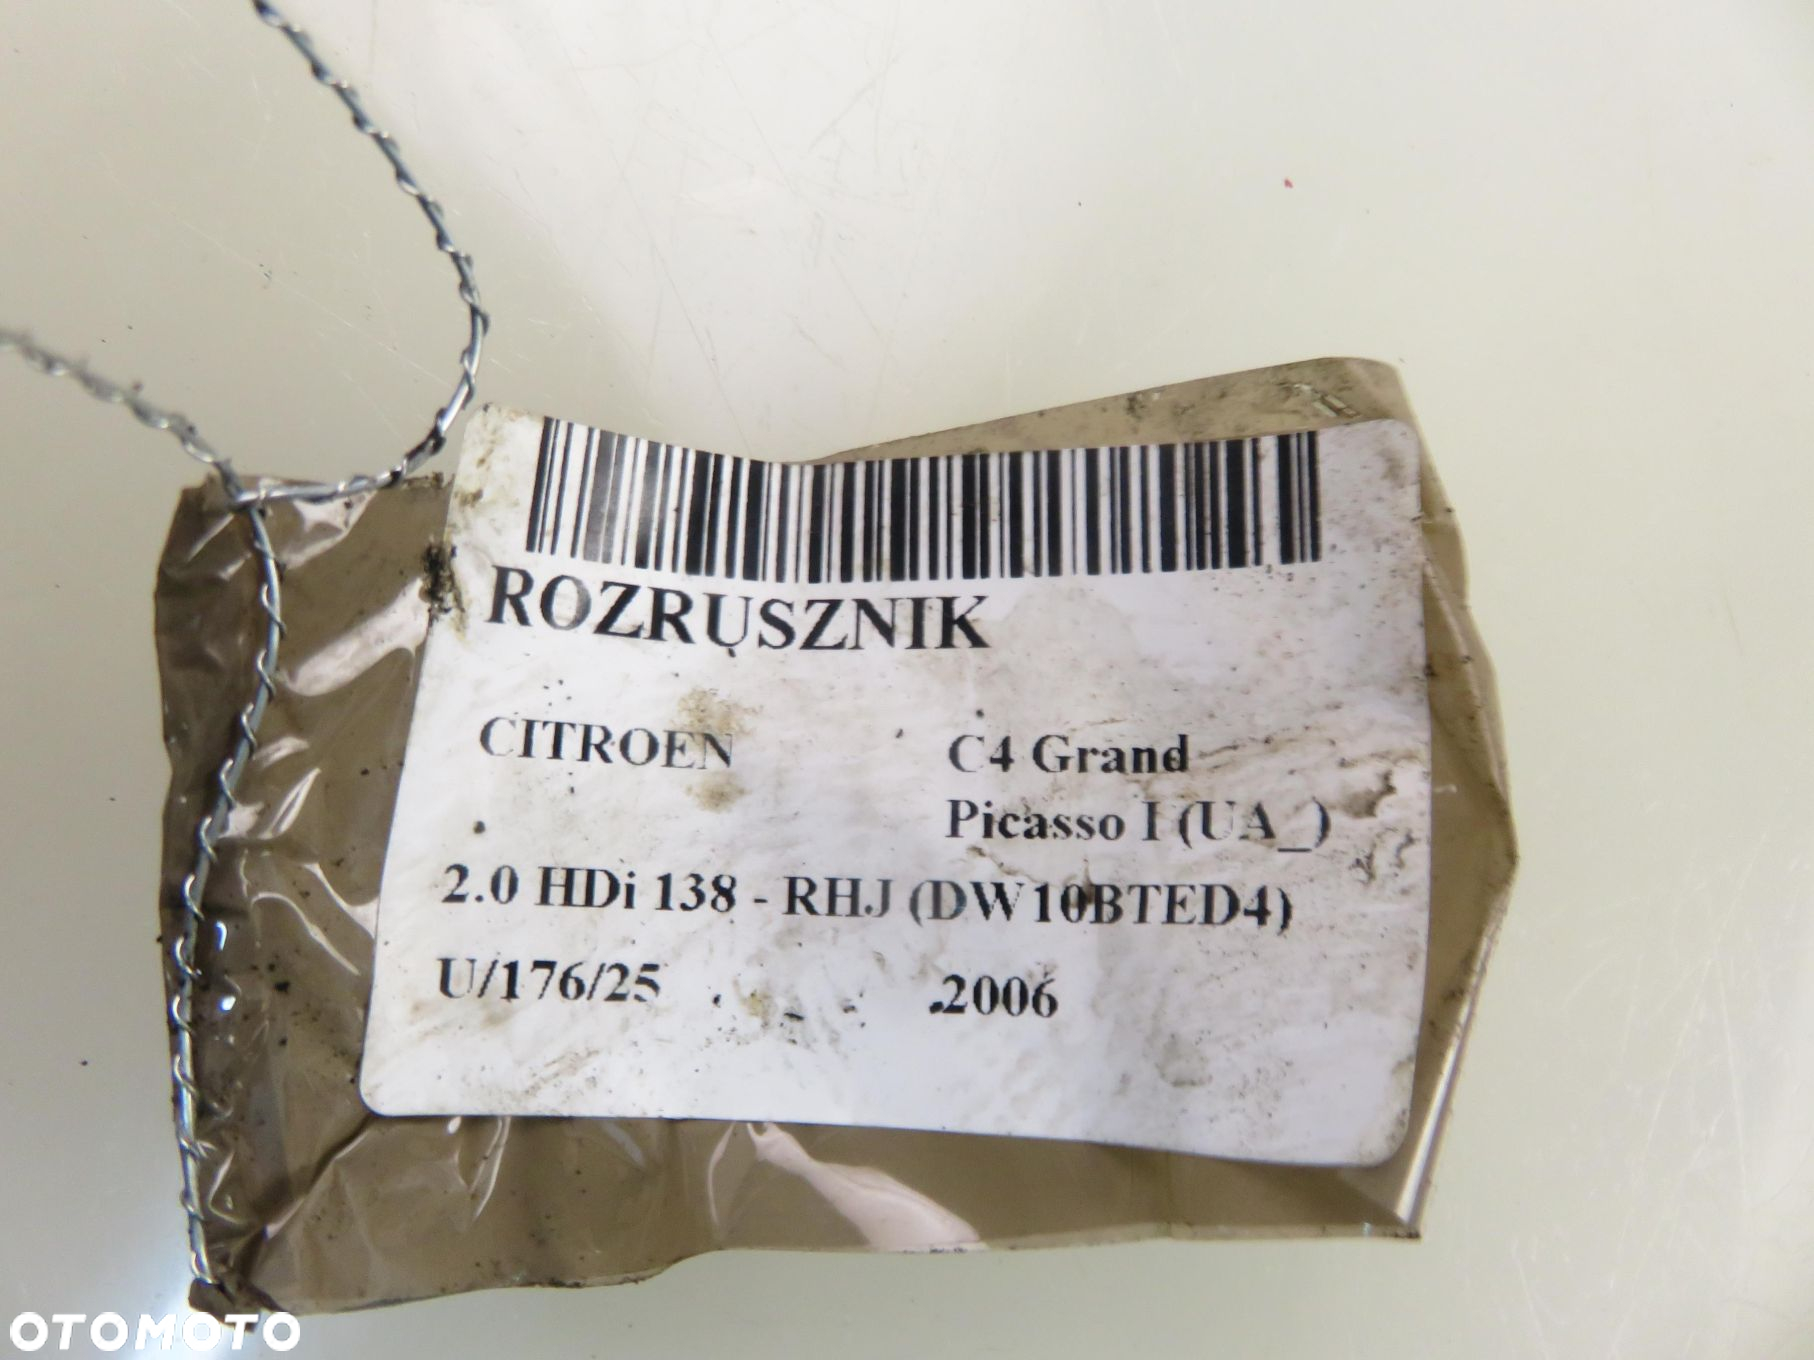 ROZRUSZNIK
CITROEN C4 Grand
Picasso I (UA_)
2.0 HDi 138 - RHJ (DW10BTED4)
U/176/25 2006
OTOMOTO